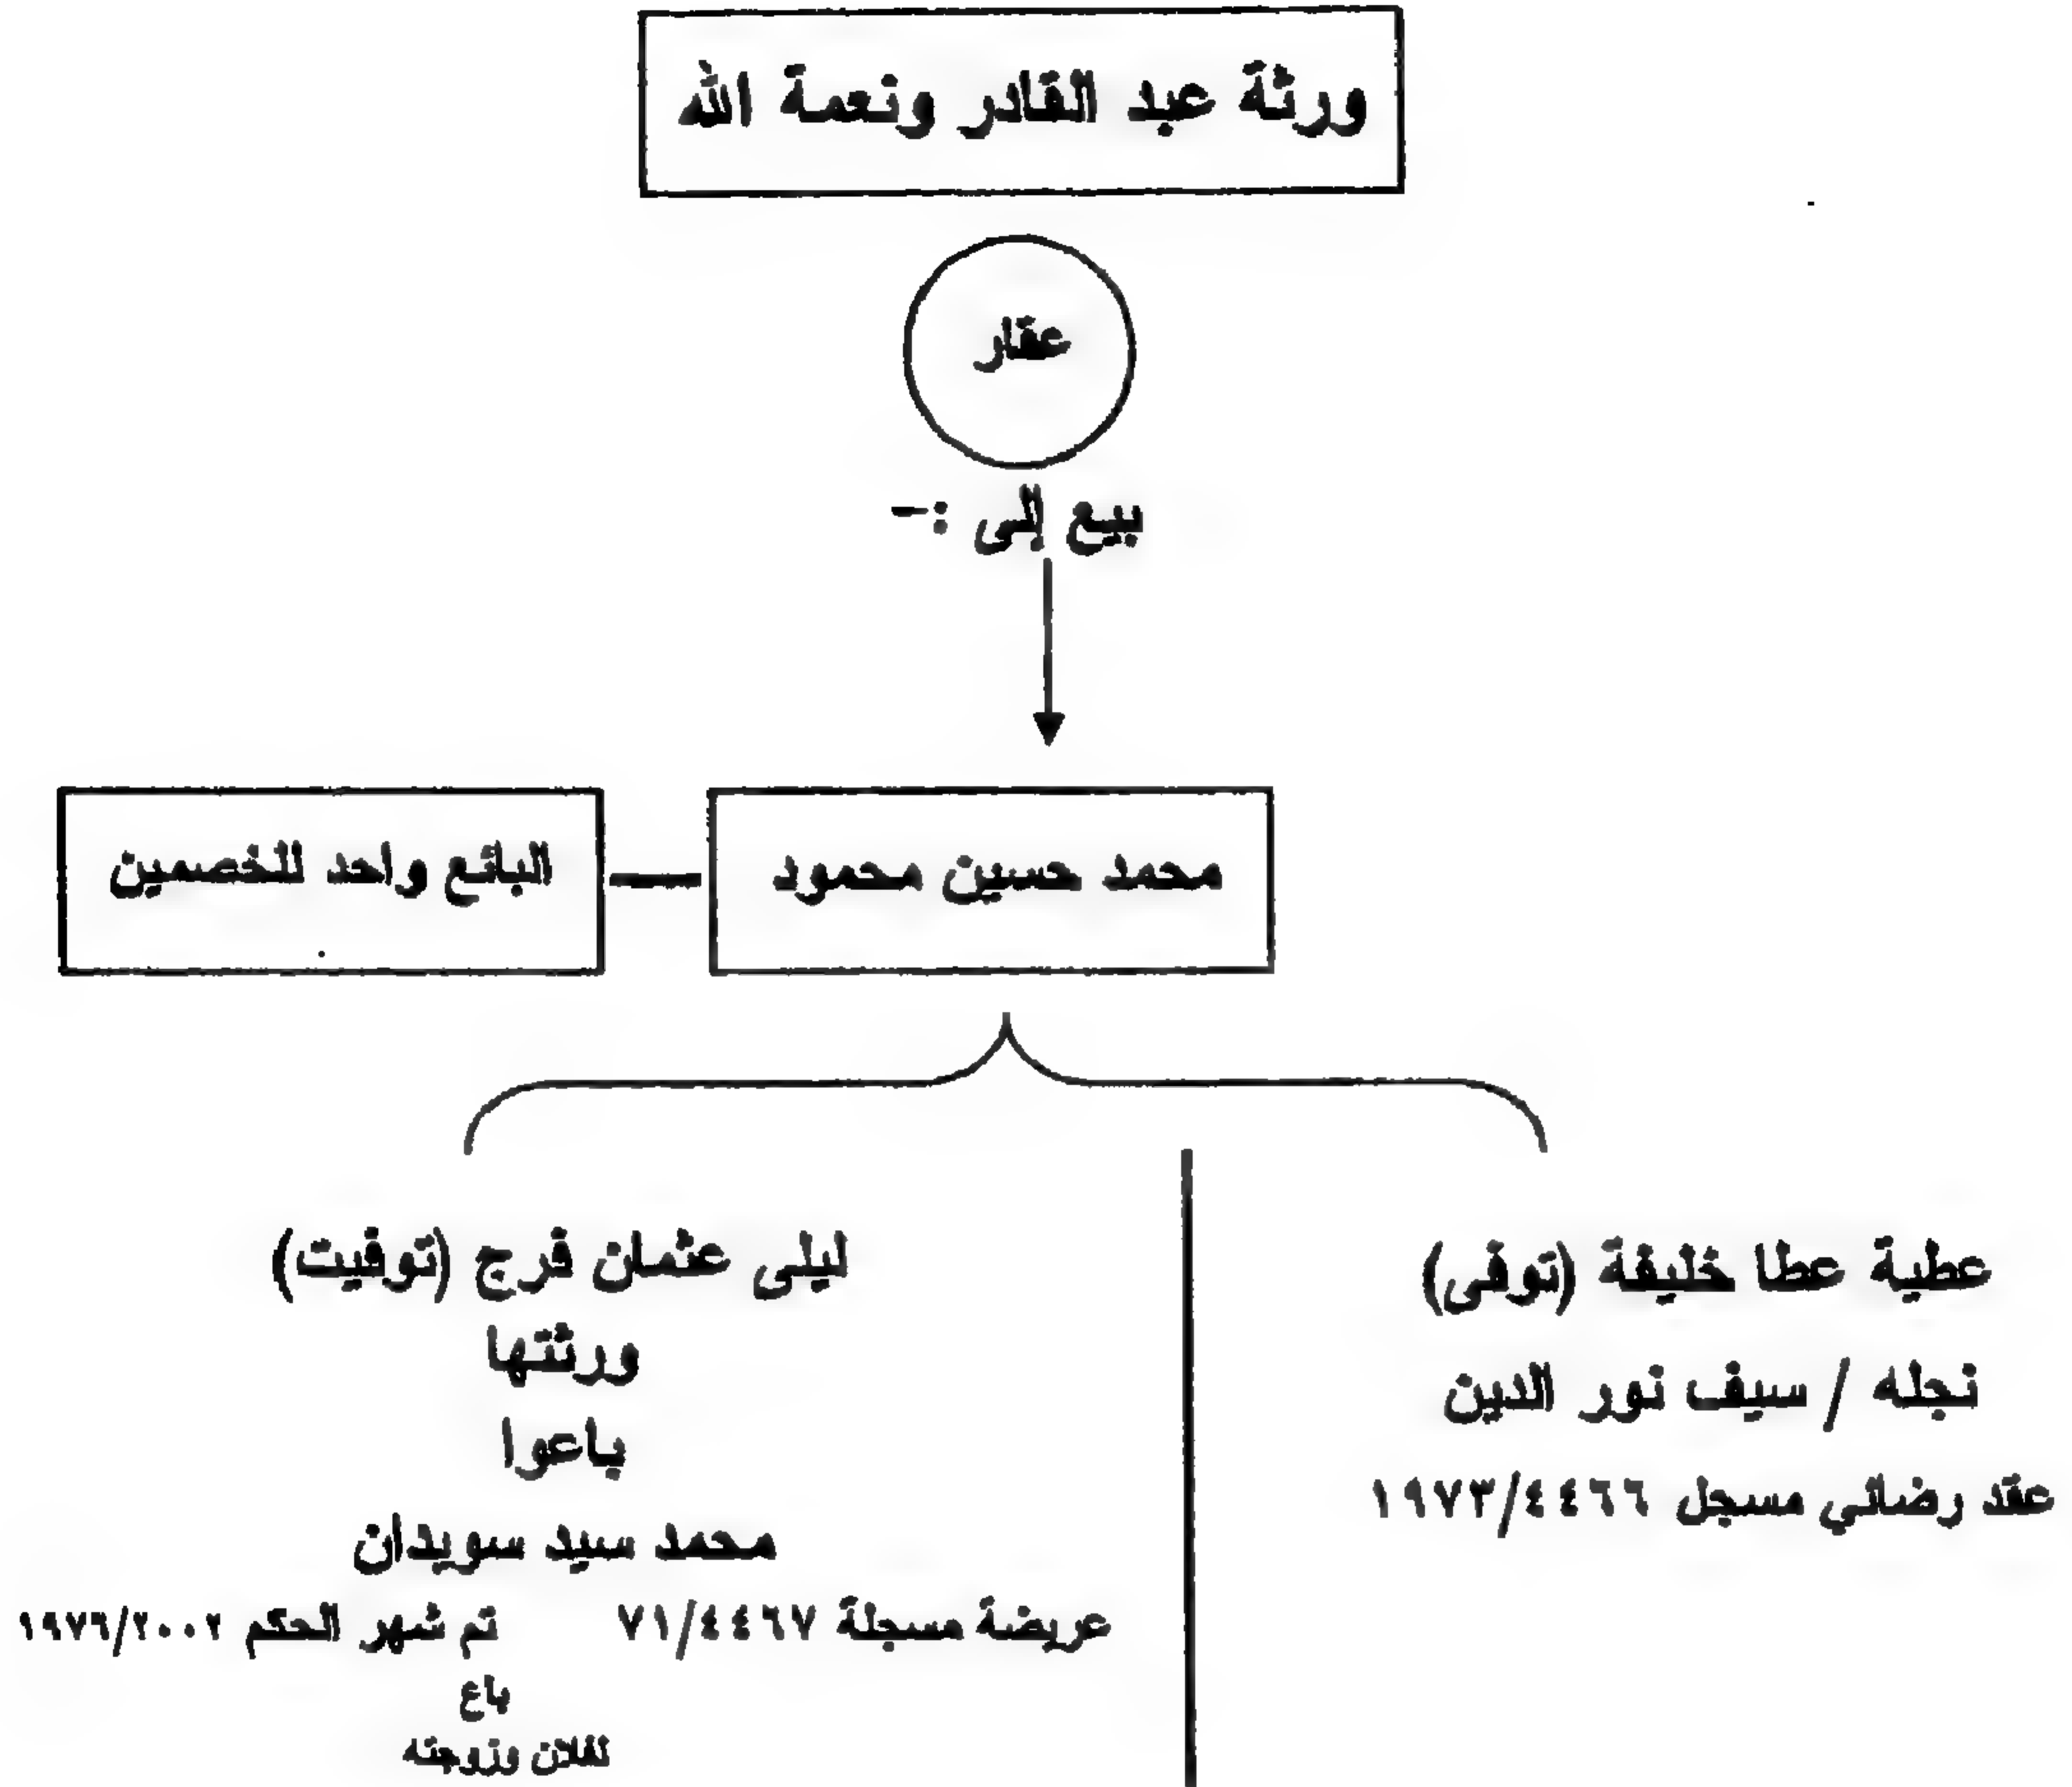 ورثة عبد القادر ونعمة الله
عقار
بيع إلى :-
محمد حسين محمود
البائع واحد للخصمين
عطية عطا خليفة (توفى)
نجله / سيف نور الدين
عقد رضائي مسجل ١٩٧٣/٤٤٦٦
ليلى عثمان فرج (توفيت)
ورثتها
باعوا
محمد سيد سويدان
عريضة مسجلة ٧١/٤٤٦٧ تم شهر الحكم ١٩٧٦/٢٠٠٢
باع
لفلان وزوجته